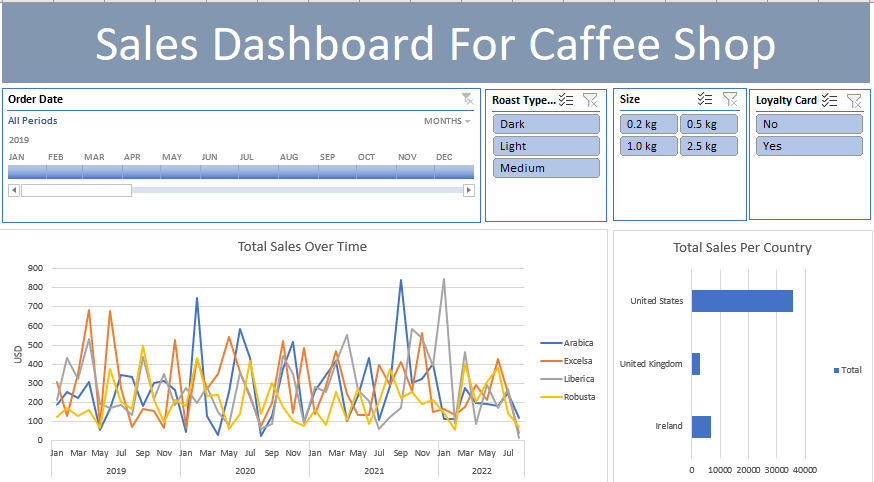 Sales Dashboard For Caffee Shop
Order Date
All Periods
MONTHS
2019
JAN FEB MAR APR MAY JUN JUL AUG SEP OCT NOV DEC
Roast Type...
Dark
Light
Medium
Size
0.2 kg 0.5 kg
1.0 kg 2.5 kg
Loyalty Card
No
Yes
Total Sales Over Time
900
800
700
600
500
400
300
200
100
0
USD
Jan Mar May Jul Sep Nov Jan Mar May Jul Sep Nov Jan Mar May Jul Sep Nov Jan Mar May Jul
2019 2020 2021 2022
Arabica
Excelsa
Liberica
Robusta
Total Sales Per Country
United States
United Kingdom
Ireland
0 10000 20000 30000 40000
Total